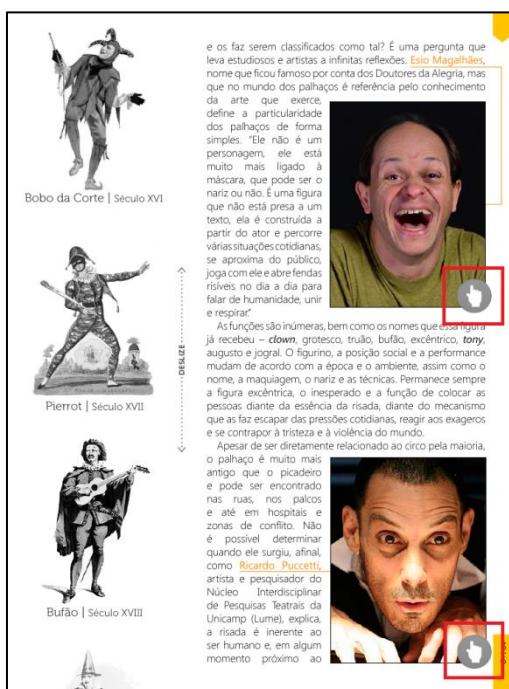 Bobo da Corte | Século XVI
Pierrot | Século XVII
Bufão | Século XVIII
DESLIZE
e os faz serem classificados como tal? É uma pergunta que
leva estudiosos e artistas a infinitas reflexões. Esio Magalhães,
nome que ficou famoso por conta dos Doutores da Alegria, mas
que no mundo dos palhaços é referência pelo conhecimento
da arte que exerce,
define a particularidade
dos palhaços de forma
simples. "Ele não é um
personagem, ele está
muito mais ligado à
máscara, que pode ser o
nariz ou não. É uma figura
que não está presa a um
texto, ela é construída a
partir do ator e percorre
várias situações cotidianas,
se aproxima do público,
joga com ele e abre fendas
risíveis no dia a dia para
falar de humanidade, unir
e respirar."
As funções são inúmeras, bem como os nomes que essa figura
já recebeu – clown, grotesco, truão, bufão, excêntrico, tony,
augusto e jogral. O figurino, a posição social e a performance
mudam de acordo com a época e o ambiente, assim como o
nome, a maquiagem, o nariz e as técnicas. Permanece sempre
a figura excêntrica, o inesperado e a função de colocar as
pessoas diante da essência da risada, diante do mecanismo
que as faz escapar das pressões cotidianas, reagir aos exageros
e se contrapor à tristeza e à violência do mundo.
Apesar de ser diretamente relacionado ao circo pela maioria,
o palhaço é muito mais
antigo que o picadeiro
e pode ser encontrado
nas ruas, nos palcos
e até em hospitais e
zonas de conflito. Não
é possível determinar
quando ele surgiu, afinal,
como Ricardo Puccetti,
artista e pesquisador do
Núcleo Interdisciplinar
de Pesquisas Teatrais da
Unicamp (Lume), explica,
a risada é inerente ao
ser humano e, em algum
momento próximo ao